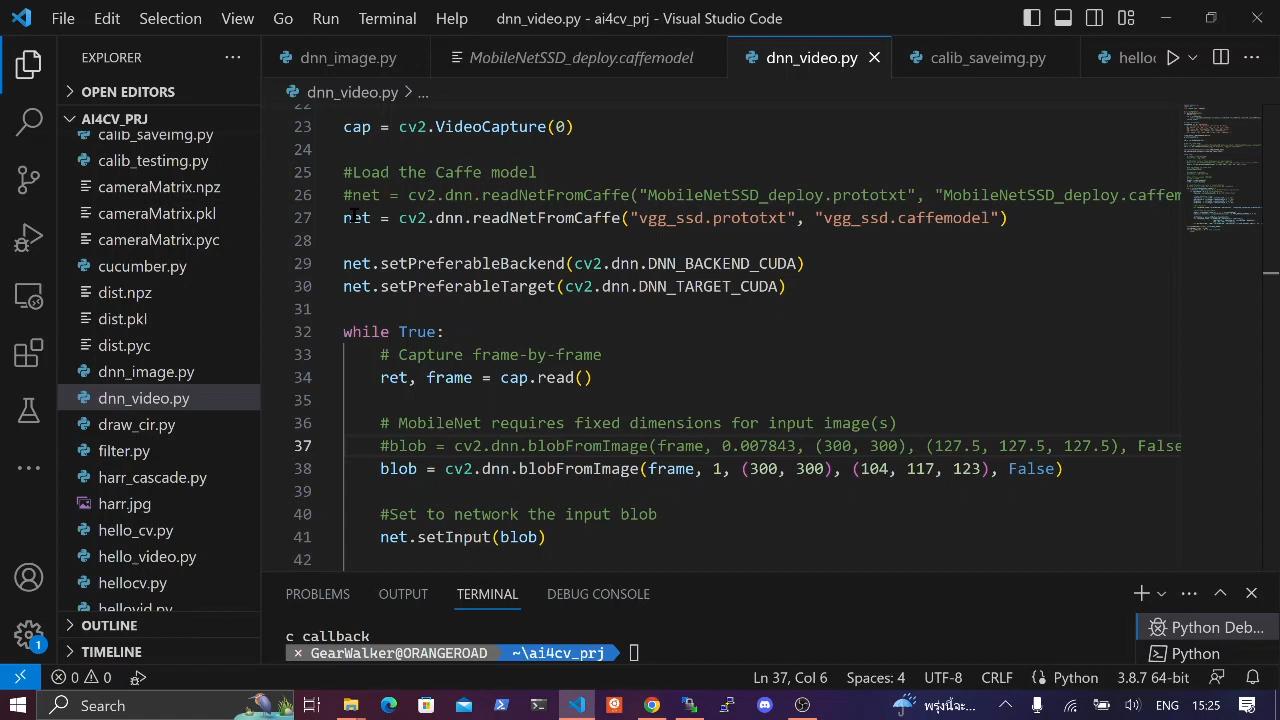 File Edit Selection View Go Run Terminal Help dnn_video.py - ai4cv_prj - Visual Studio Code
EXPLORER
OPEN EDITORS
AI4CV_PRJ
calib_saveimg.py
calib_testimg.py
cameraMatrix.npz
cameraMatrix.pkl
cameraMatrix.pyc
cucumber.py
dist.npz
dist.pkl
dist.pyc
dnn_image.py
dnn_video.py
draw_cir.py
filter.py
harr_cascade.py
harr.jpg
hello_cv.py
hello_video.py
hellocv.py
hellovid.py
OUTLINE
TIMELINE
dnn_image.py MobileNetSSD_deploy.caffemodel dnn_video.py calib_saveimg.py helloc
dnn_video.py > ...
22
23 cap = cv2.VideoCapture(0)
24
25 #Load the Caffe model
26 #net = cv2.dnn.readNetFromCaffe("MobileNetSSD_deploy.prototxt", "MobileNetSSD_deploy.caffem
27 net = cv2.dnn.readNetFromCaffe("vgg_ssd.prototxt", "vgg_ssd.caffemodel")
28
29 net.setPreferableBackend(cv2.dnn.DNN_BACKEND_CUDA)
30 net.setPreferableTarget(cv2.dnn.DNN_TARGET_CUDA)
31
32 while True:
33 # Capture frame-by-frame
34 ret, frame = cap.read()
35
36 # MobileNet requires fixed dimensions for input image(s)
37 #blob = cv2.dnn.blobFromImage(frame, 0.007843, (300, 300), (127.5, 127.5, 127.5), False
38 blob = cv2.dnn.blobFromImage(frame, 1, (300, 300), (104, 117, 123), False)
39
40 #Set to network the input blob
41 net.setInput(blob)
42
PROBLEMS OUTPUT TERMINAL DEBUG CONSOLE
c callback
× GearWalker@ORANGEROAD ~\ai4cv_prj
Python Deb...
Python
1
0 0
Ln 37, Col 6 Spaces: 4 UTF-8 CRLF Python 3.8.7 64-bit
Search
ENG 15:25